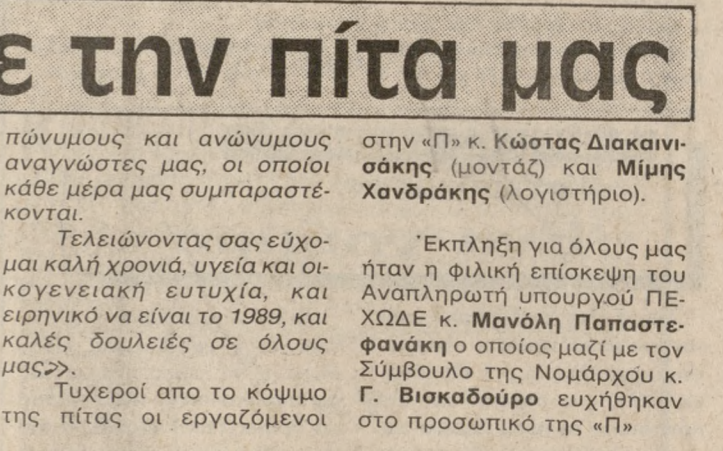 ε την πίτα μας
πώνυμους και ανώνυμους
αναγνώστες μας, οι οποίοι
κάθε μέρα μας συμπαραστέ-
κονται.
Τελειώνοντας σας εύχο-
μαι καλή χρονιά, υγεία και οι-
κογενειακή ευτυχία, και
ειρηνικό να είναι το 1989, και
καλές δουλειές σε όλους
μας».
Τυχεροί απο το κόψιμο
της πίτας οι εργαζόμενοι
στην «Π» κ. Κώστας Διακαινι-
σάκης (μοντάζ) και Μίμης
Χανδράκης (λογιστήριο).
Έκπληξη για όλους μας
ήταν η φιλική επίσκεψη του
Αναπληρωτή υπουργού ΠΕ-
ΧΩΔΕ κ. Μανόλη Παπαστε-
φανάκη ο οποίος μαζί με τον
Σύμβουλο της Νομάρχου κ.
Γ. Βισκαδούρο ευχήθηκαν
στο προσωπικό της «Π»